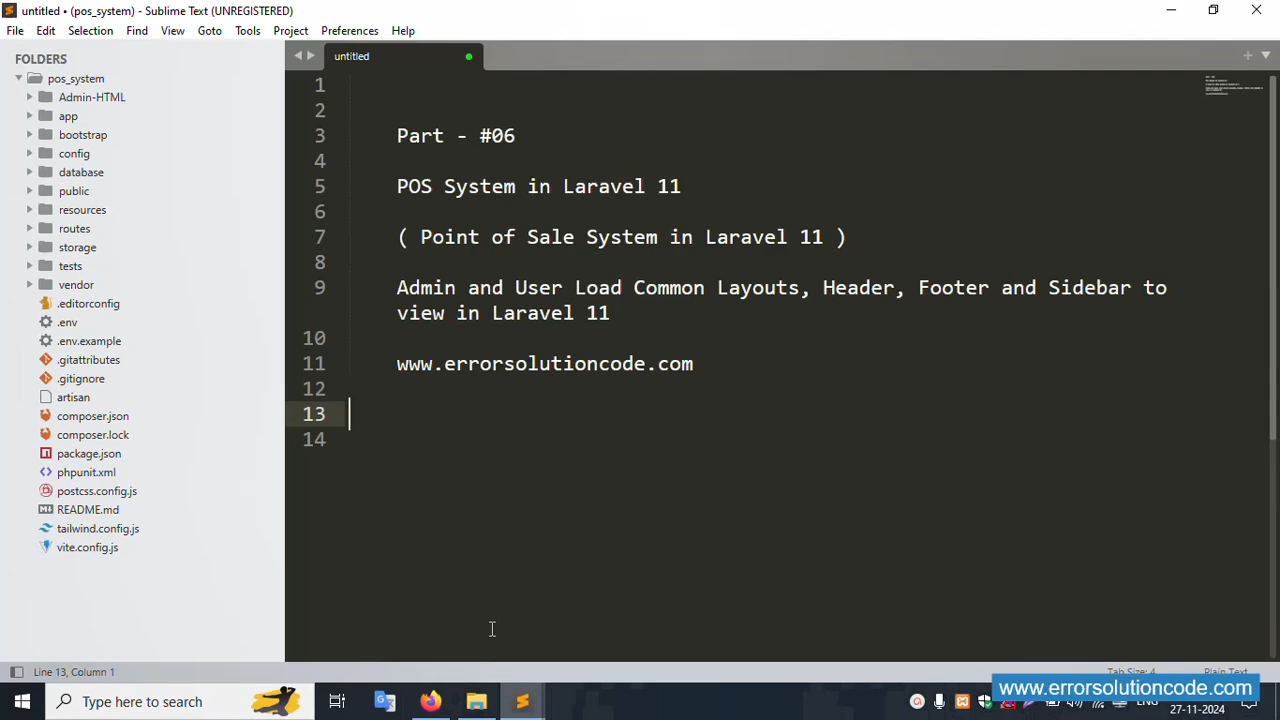 untitled • (pos_system) - Sublime Text (UNREGISTERED)
File Edit Selection Find View Goto Tools Project Preferences Help
FOLDERS
pos_system
Admin-HTML
app
bootstrap
config
database
public
resources
routes
storage
tests
vendor
.editorconfig
.env
.env.example
.gitattributes
.gitignore
artisan
composer.json
composer.lock
package.json
phpunit.xml
postcss.config.js
README.md
tailwind.config.js
vite.config.js
untitled
1
2
3 Part - #06
4
5 POS System in Laravel 11
6
7 ( Point of Sale System in Laravel 11 )
8
9 Admin and User Load Common Layouts, Header, Footer and Sidebar to
view in Laravel 11
10
11 www.errorsolutioncode.com
12
13
14
Line 13, Column 1
Tab Size: 4 Plain Text
Type here to search
www.errorsolutioncode.com
ENG
27-11-2024